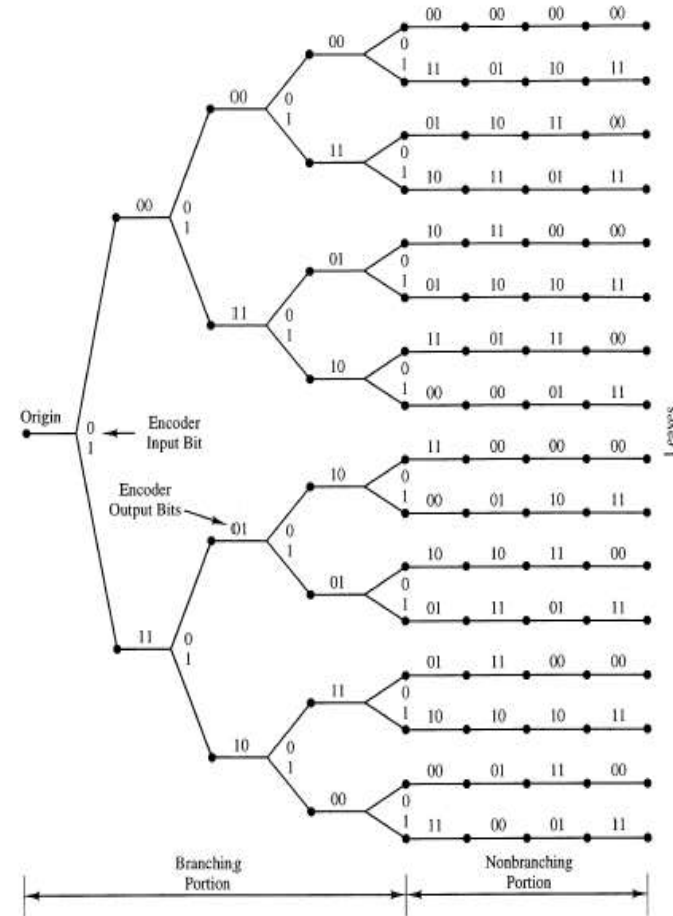 00 00 00 00
00 0
1
11 01 10 11
00 0
1
01 10 11 00
11 0
1
10 11 01 11
00 0
1
10 11 00 00
01 0
1
01 10 10 11
11 0
1
11 01 11 00
10 0
1
00 00 01 11
Origin 0
1
Encoder
Input Bit
Leaves
11 00 00 00
10 0
1
Encoder
Output Bits
00 01 10 11
01 0
1
10 10 11 00
01 0
1
01 11 01 11
11 0
1
01 11 00 00
11 0
1
10 10 10 11
10 0
1
00 01 11 00
00 0
1
11 00 01 11
Branching
Portion
Nonbranching
Portion